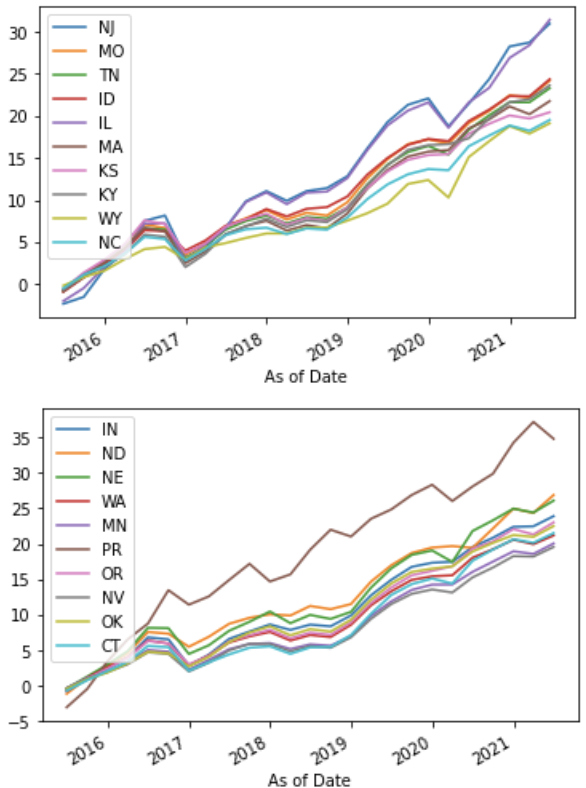 30
25
20
15
10
5
0
NJ
MO
TN
ID
IL
MA
KS
KY
WY
NC
2016
2017
2018
2019
2020
2021
As of Date
35
30
25
20
15
10
5
0
−5
IN
ND
NE
WA
MN
PR
OR
NV
OK
CT
2016
2017
2018
2019
2020
2021
As of Date